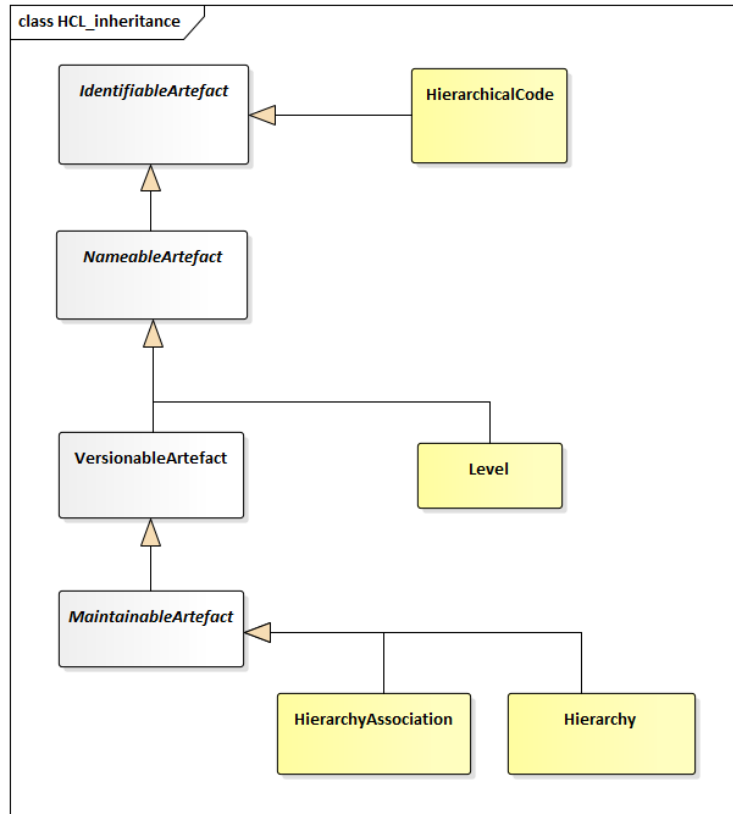 class HCL_inheritance
IdentifiableArtefact
HierarchicalCode
NameableArtefact
VersionableArtefact
Level
MaintainableArtefact
HierarchyAssociation
Hierarchy